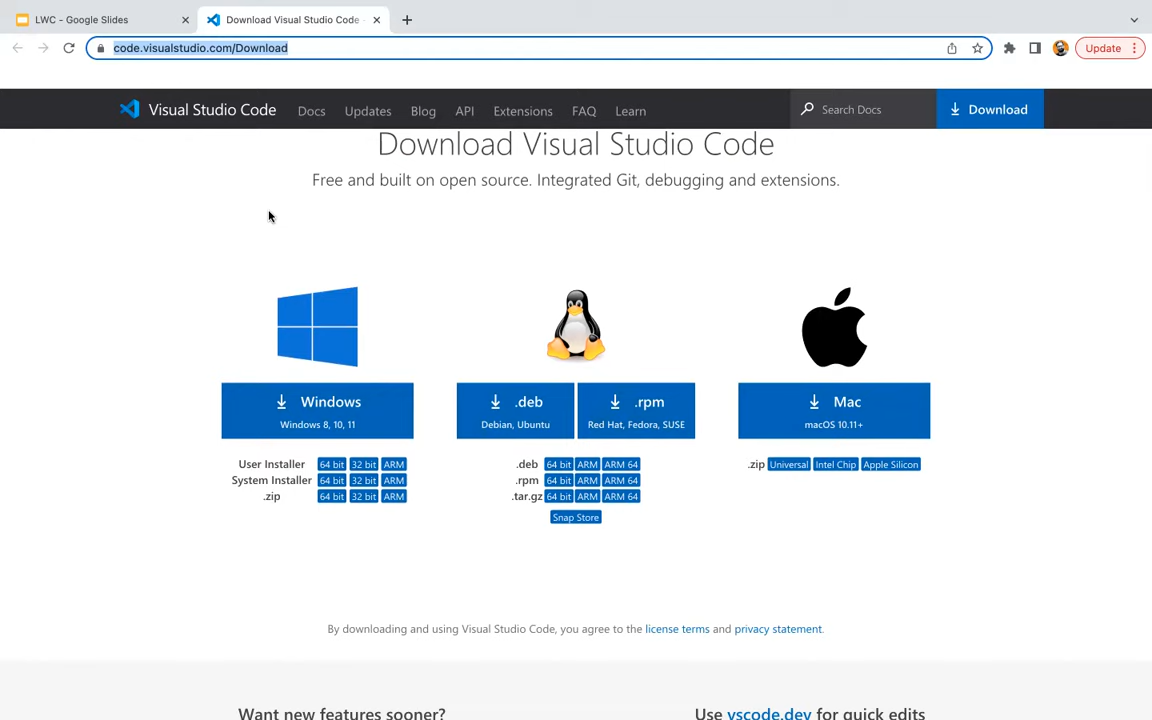 LWC - Google Slides
Download Visual Studio Code -
code.visualstudio.com/Download
Update
Visual Studio Code Docs Updates Blog API Extensions FAQ Learn Search Docs Download
Download Visual Studio Code
Free and built on open source. Integrated Git, debugging and extensions.
Windows
Windows 8, 10, 11
User Installer 64 bit 32 bit ARM
System Installer 64 bit 32 bit ARM
.zip 64 bit 32 bit ARM
.deb
Debian, Ubuntu
.rpm
Red Hat, Fedora, SUSE
.deb 64 bit ARM ARM 64
.rpm 64 bit ARM ARM 64
.tar.gz 64 bit ARM ARM 64
Snap Store
Mac
macOS 10.11+
.zip Universal Intel Chip Apple Silicon
By downloading and using Visual Studio Code, you agree to the license terms and privacy statement.
Want new features sooner?
Use vscode.dev for quick edits